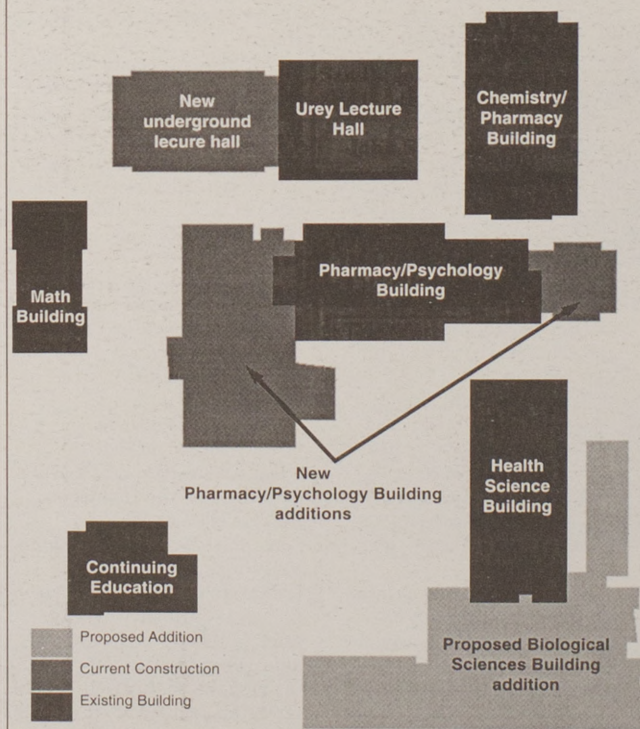 New
underground
lecure hall
Urey Lecture
Hall
Chemistry/
Pharmacy
Building
Math
Building
Pharmacy/Psychology
Building
New
Pharmacy/Psychology Building
additions
Health
Science
Building
Continuing
Education
Proposed Addition
Current Construction
Existing Building
Proposed Biological
Sciences Building
addition